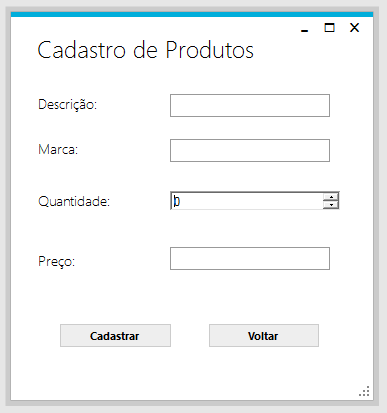 Cadastro de Produtos
Descrição:
Marca:
Quantidade: 0
Preço:
Cadastrar Voltar